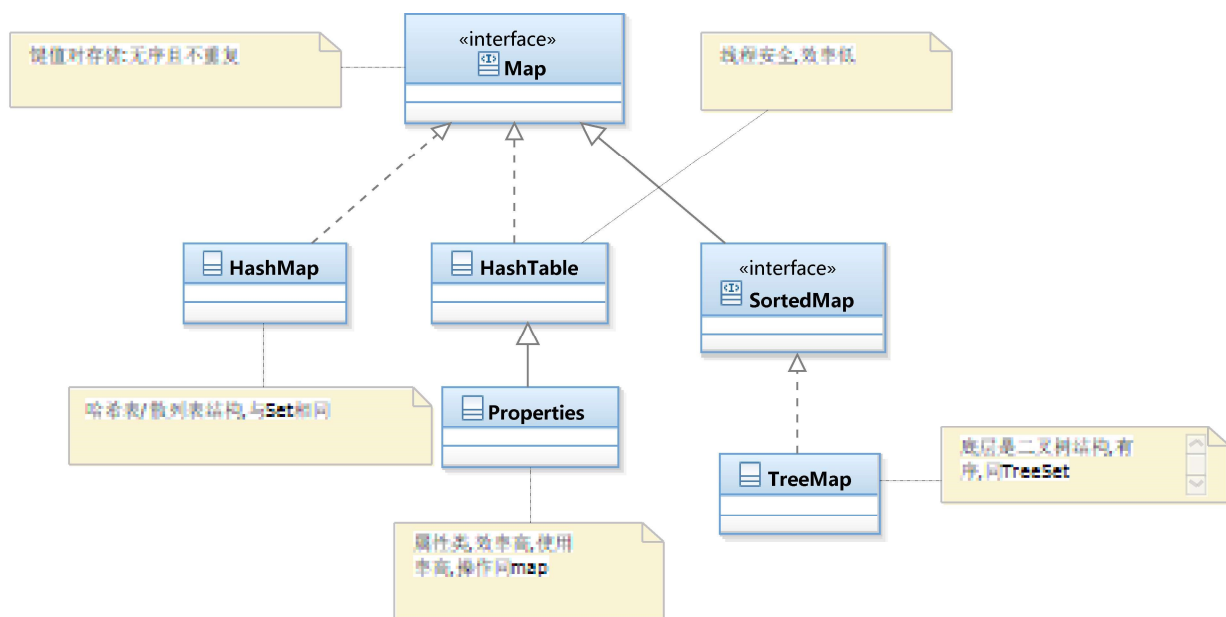 «interface»
Map
键值对存储:无序且不重复
线程安全,效率低
HashMap
HashTable
«interface»
SortedMap
哈希表/散列表结构,与Set相同
Properties
TreeMap
底层是二叉树结构,有
序,同TreeSet
属性类,效率高,使用
率高,操作同map